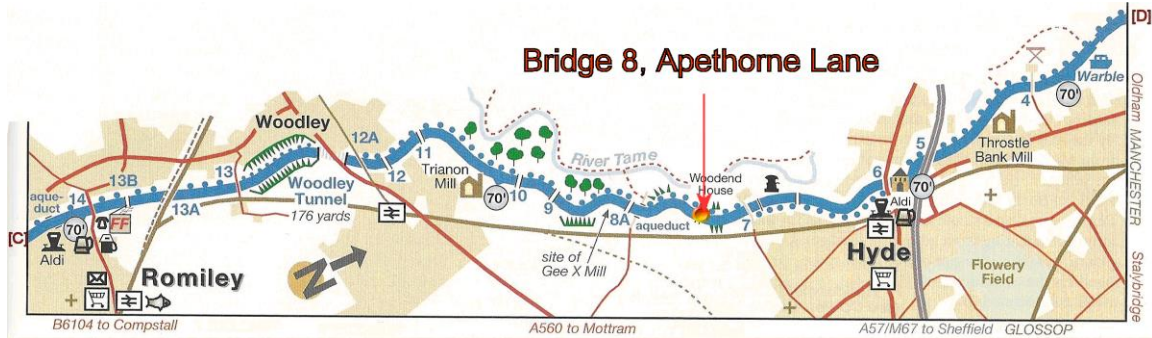 Bridge 8, Apethorne Lane
[D]
Warble
70'
4
Oldham MANCHESTER
Stalybridge
Throstle
Bank Mill
5
6
70'
Aldi
Hyde
Flowery
Field
River Tame
Woodend
House
7
aqueduct
8A
site of
Gee X Mill
9
10
70'
Trianon
Mill
11
12
12A
Woodley
Woodley
Tunnel
176 yards
13
13A
13B
14
aque-
duct
70'
FF
[C]
Aldi
Romiley
N
B6104 to Compstall
A560 to Mottram
A57/M67 to Sheffield GLOSSOP